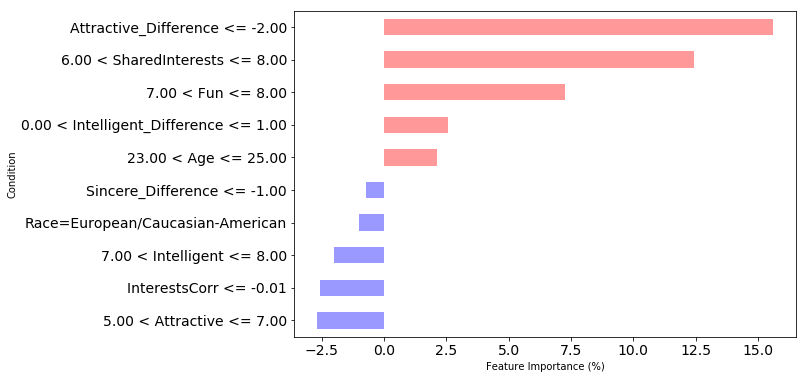 Attractive_Difference <= -2.00
6.00 < SharedInterests <= 8.00
7.00 < Fun <= 8.00
0.00 < Intelligent_Difference <= 1.00
23.00 < Age <= 25.00
Sincere_Difference <= -1.00
Race=European/Caucasian-American
7.00 < Intelligent <= 8.00
InterestsCorr <= -0.01
5.00 < Attractive <= 7.00
Condition
−2.5 0.0 2.5 5.0 7.5 10.0 12.5 15.0
Feature Importance (%)